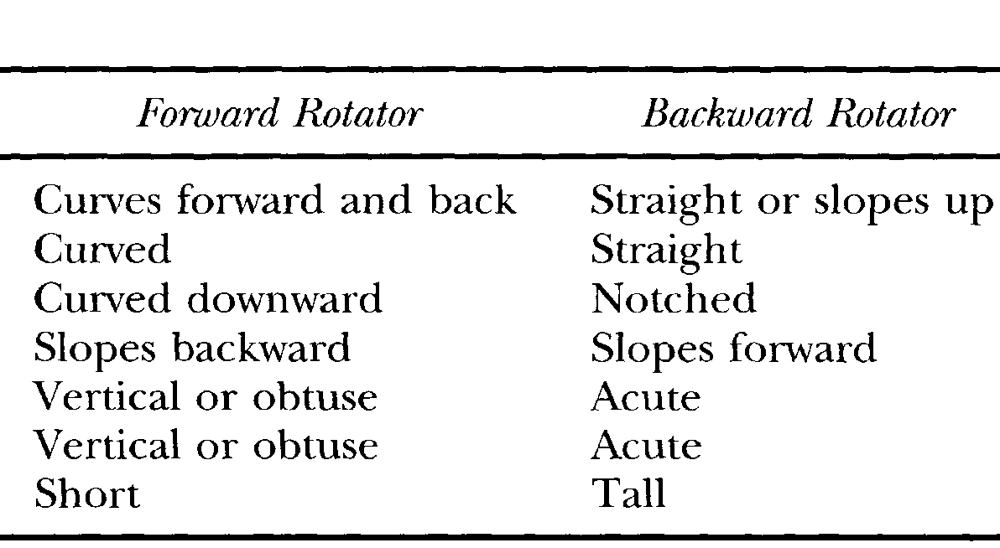 Forward Rotator Backward Rotator
Curves forward and back Straight or slopes up
Curved Straight
Curved downward Notched
Slopes backward Slopes forward
Vertical or obtuse Acute
Vertical or obtuse Acute
Short Tall